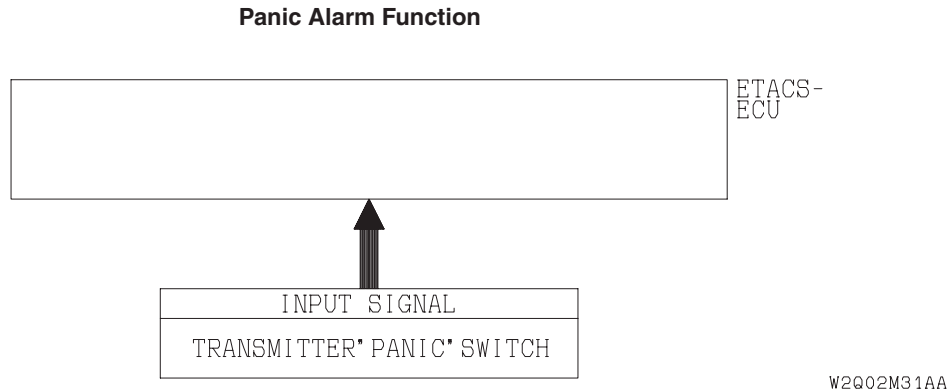 Panic Alarm Function
ETACS-
ECU
INPUT SIGNAL
TRANSMITTER"PANIC"SWITCH
W2Q02M31AA